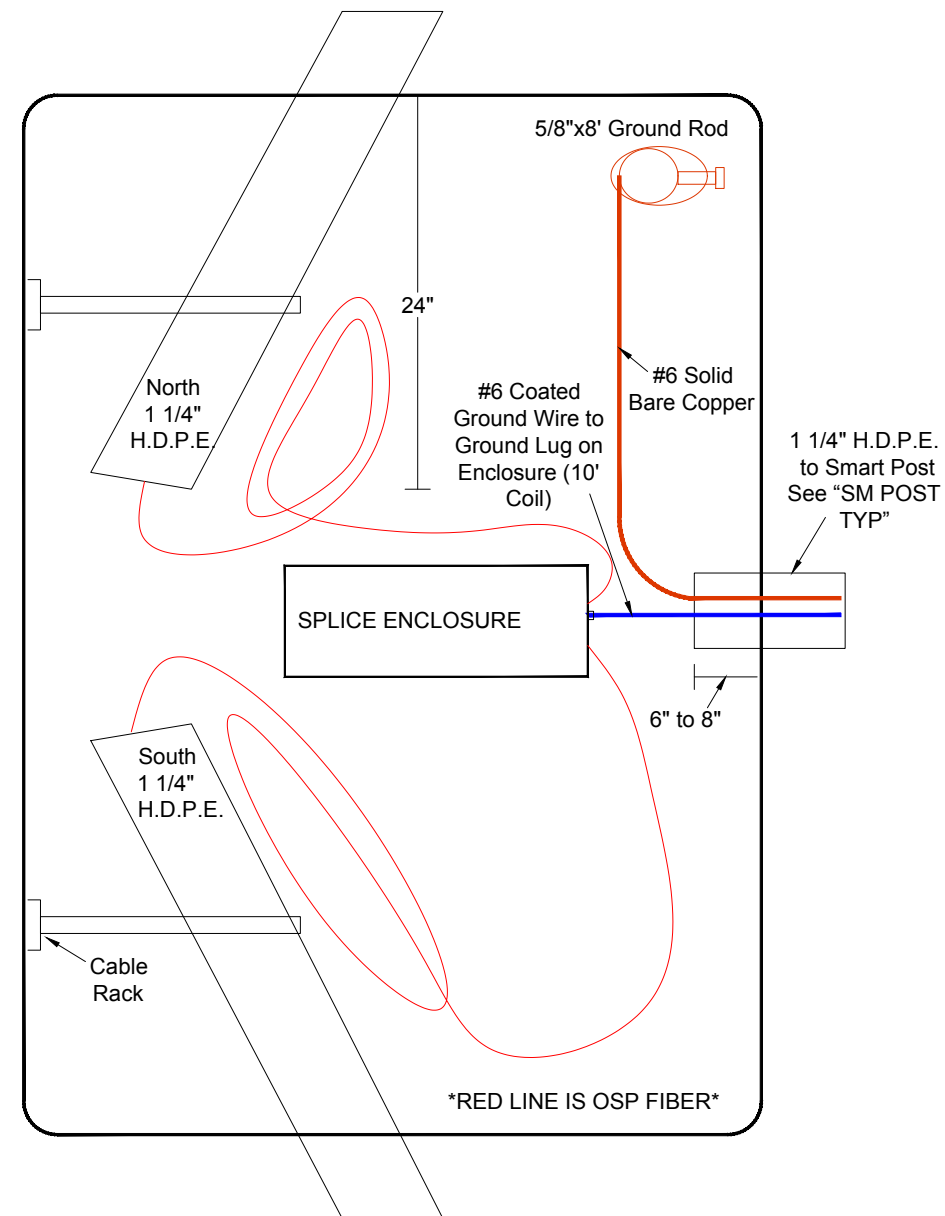 5/8"x8' Ground Rod
24"
North
1 1/4"
H.D.P.E.
#6 Coated
Ground Wire to
Ground Lug on
Enclosure (10'
Coil)
#6 Solid
Bare Copper
1 1/4" H.D.P.E.
to Smart Post
See “SM POST
TYP”
SPLICE ENCLOSURE
6" to 8"
South
1 1/4"
H.D.P.E.
Cable
Rack
*RED LINE IS OSP FIBER*